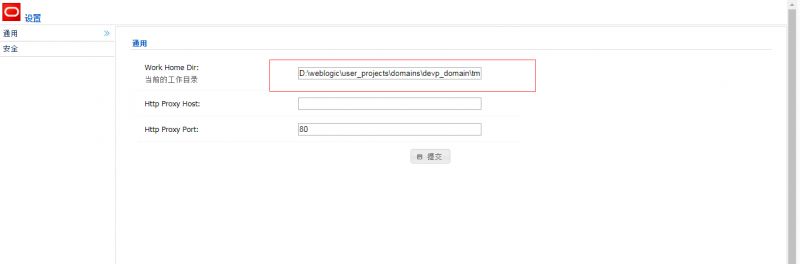 设置
通用
安全
通用
Work Home Dir:
当前的工作目录
D:\weblogic\user_projects\domains\devp_domain\tm
Http Proxy Host:
Http Proxy Port:
80
提交